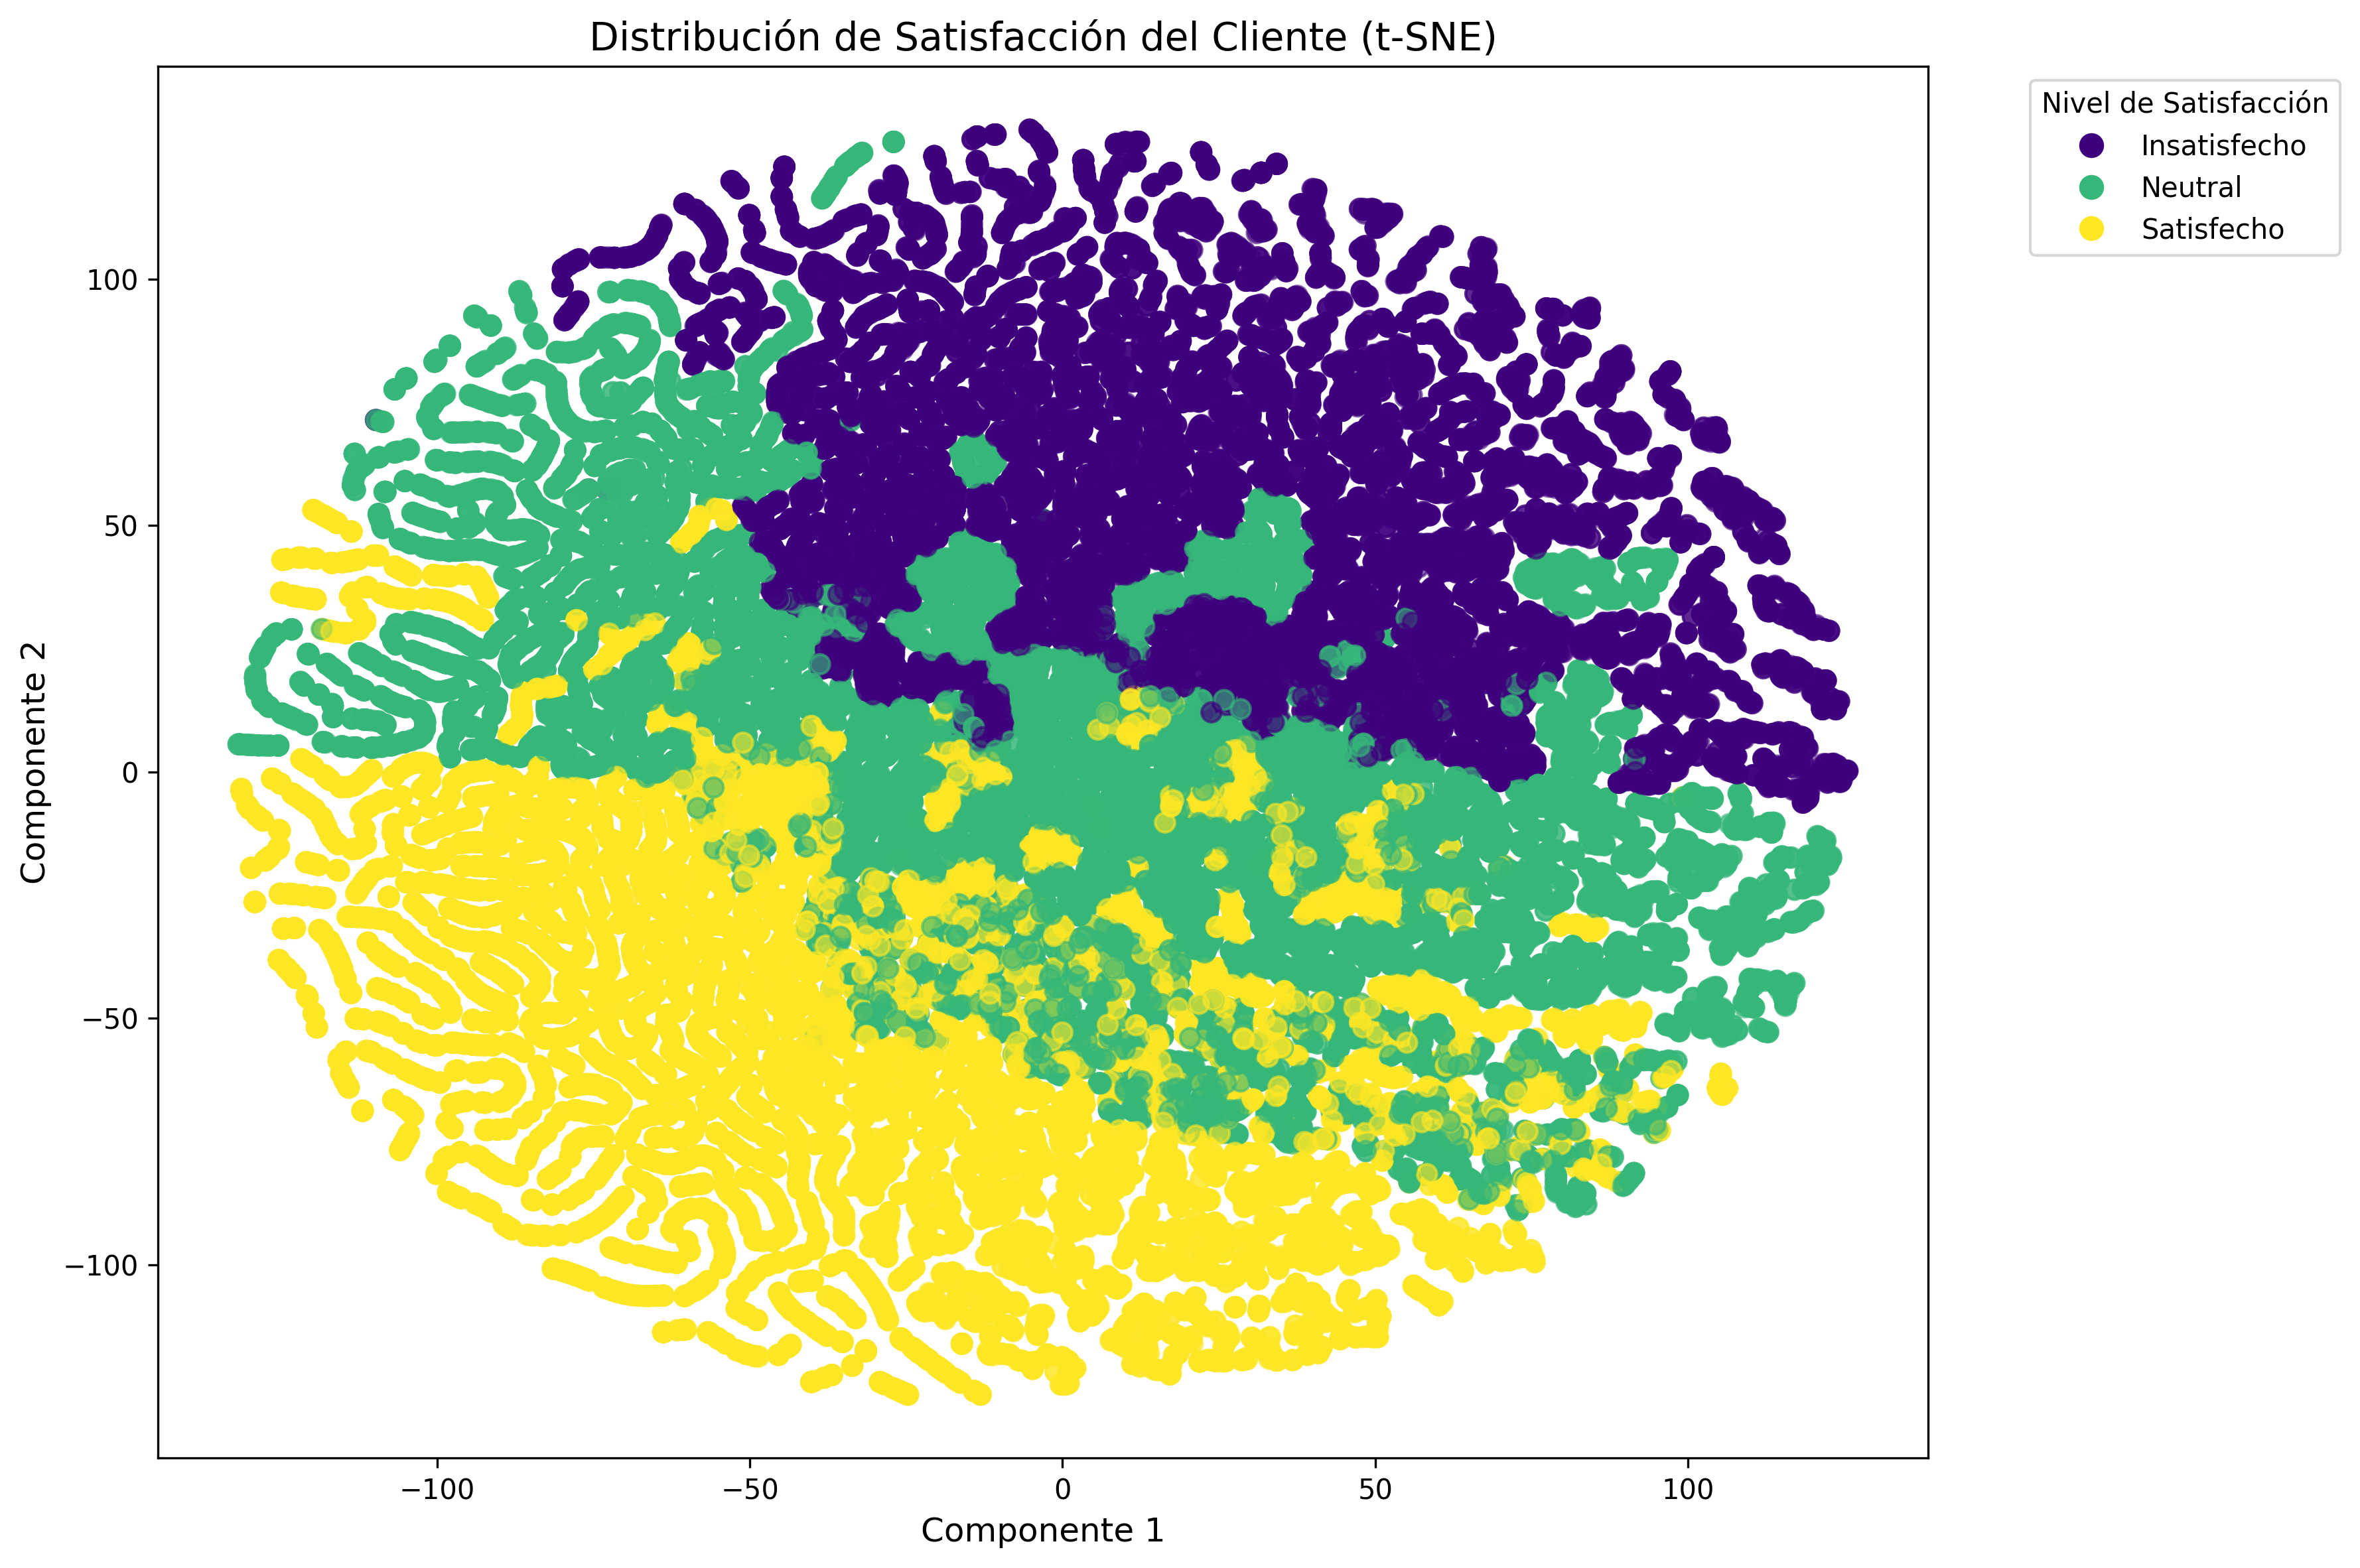 Distribución de Satisfacción del Cliente (t-SNE)
Nivel de Satisfacción
Insatisfecho
Neutral
Satisfecho
100
50
0
−50
−100
Componente 2
−100
−50
0
50
100
Componente 1